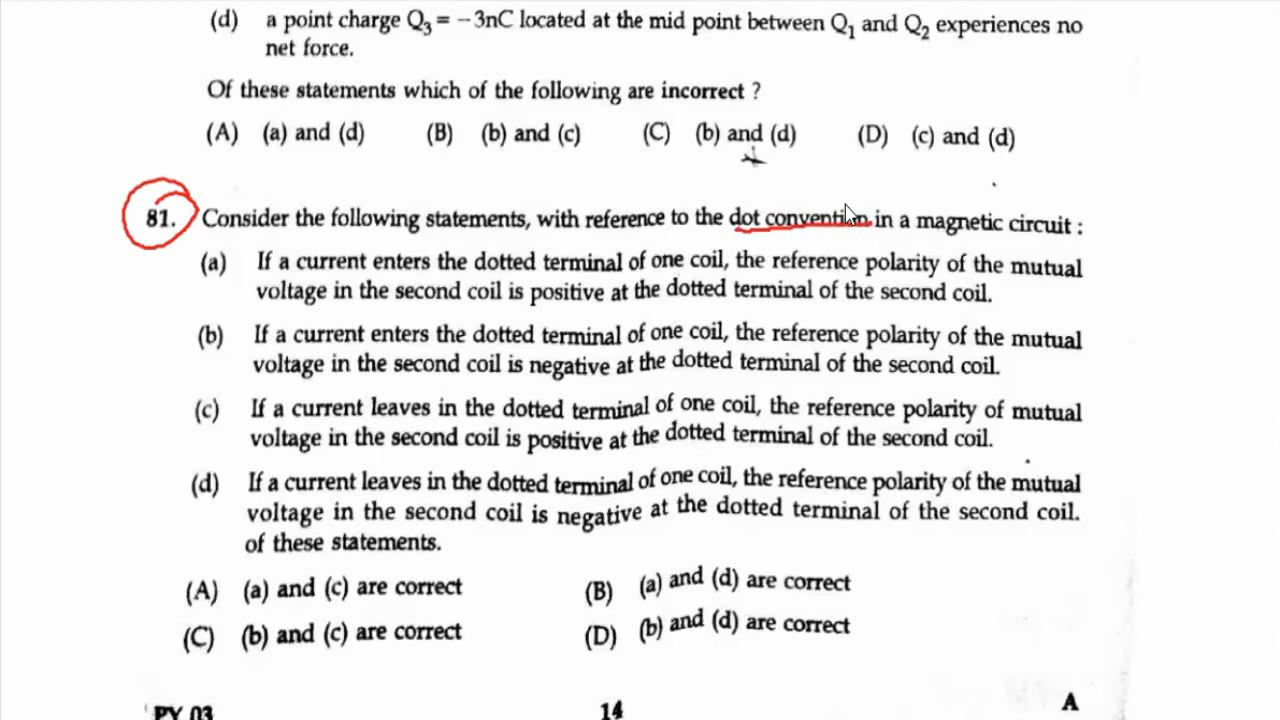 (d) a point charge Q₃ = −3nC located at the mid point between Q₁ and Q₂ experiences no
net force.
Of these statements which of the following are incorrect ?
(A) (a) and (d) (B) (b) and (c) (C) (b) and (d) (D) (c) and (d)
81. Consider the following statements, with reference to the dot convention in a magnetic circuit :
(a) If a current enters the dotted terminal of one coil, the reference polarity of the mutual
voltage in the second coil is positive at the dotted terminal of the second coil.
(b) If a current enters the dotted terminal of one coil, the reference polarity of the mutual
voltage in the second coil is negative at the dotted terminal of the second coil.
(c) If a current leaves in the dotted terminal of one coil, the reference polarity of mutual
voltage in the second coil is positive at the dotted terminal of the second coil.
(d) If a current leaves in the dotted terminal of one coil, the reference polarity of the mutual
voltage in the second coil is negative at the dotted terminal of the second coil.
of these statements.
(A) (a) and (c) are correct (B) (a) and (d) are correct
(C) (b) and (c) are correct (D) (b) and (d) are correct
PY 03 14 A